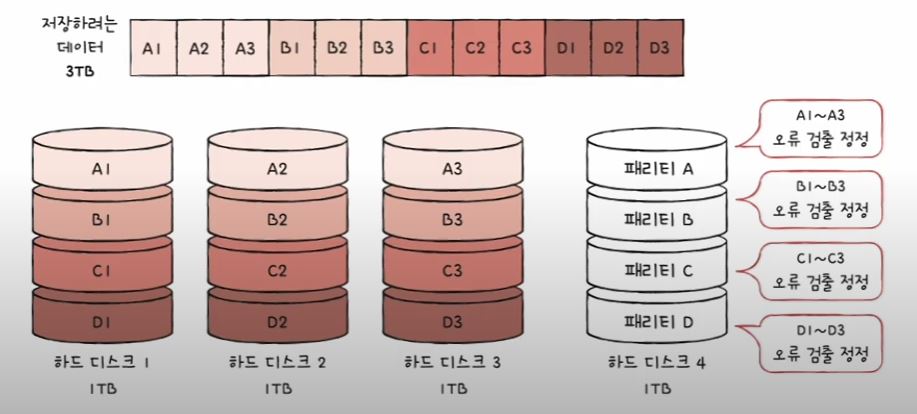 저장하려는
데이터
3TB
A1 A2 A3 B1 B2 B3 C1 C2 C3 D1 D2 D3
A1 A2 A3 패리티 A
B1 B2 B3 패리티 B
C1 C2 C3 패리티 C
D1 D2 D3 패리티 D
A1~A3
오류 검출 정정
B1~B3
오류 검출 정정
C1~C3
오류 검출 정정
D1~D3
오류 검출 정정
하드 디스크 1 하드 디스크 2 하드 디스크 3 하드 디스크 4
1TB 1TB 1TB 1TB